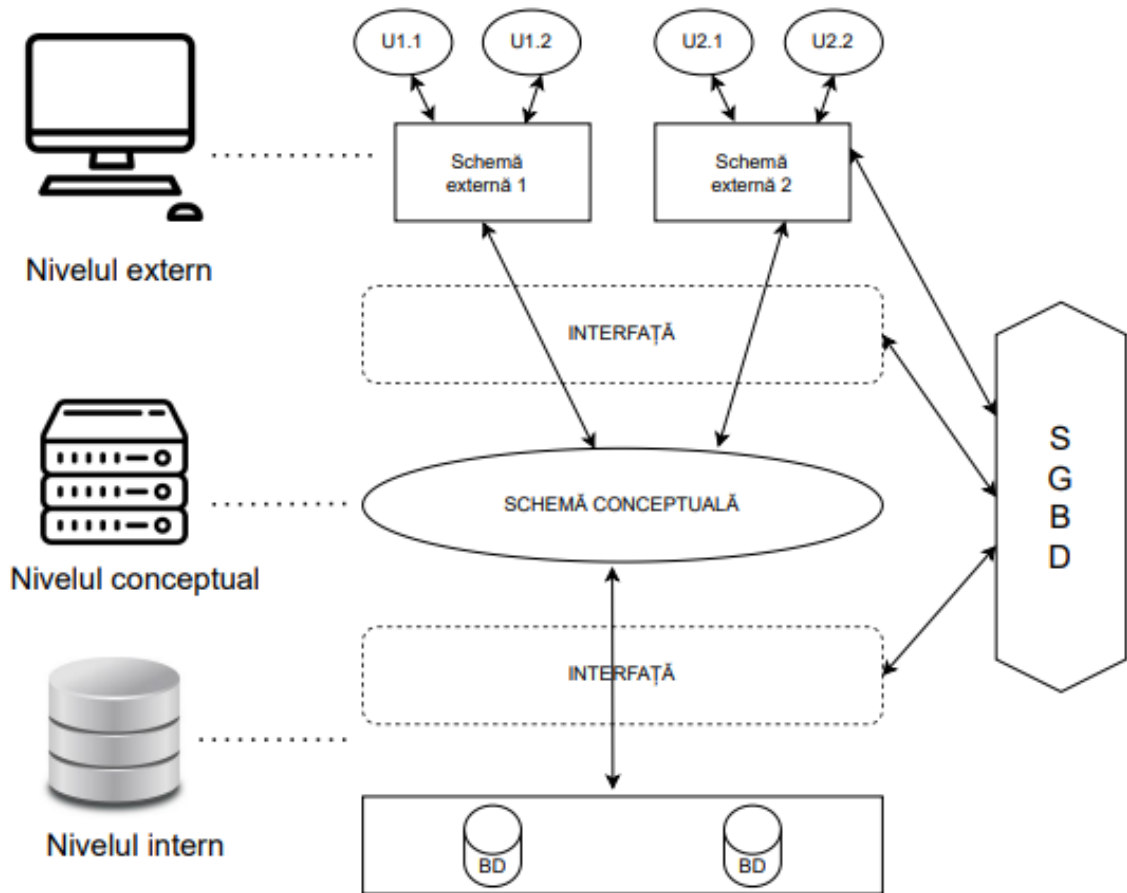 U1.1
U1.2
U2.1
U2.2
Schemă
externă 1
Schemă
externă 2
Nivelul extern
INTERFAȚĂ
S
G
B
D
SCHEMĂ CONCEPTUALĂ
Nivelul conceptual
INTERFAȚĂ
Nivelul intern
BD
BD